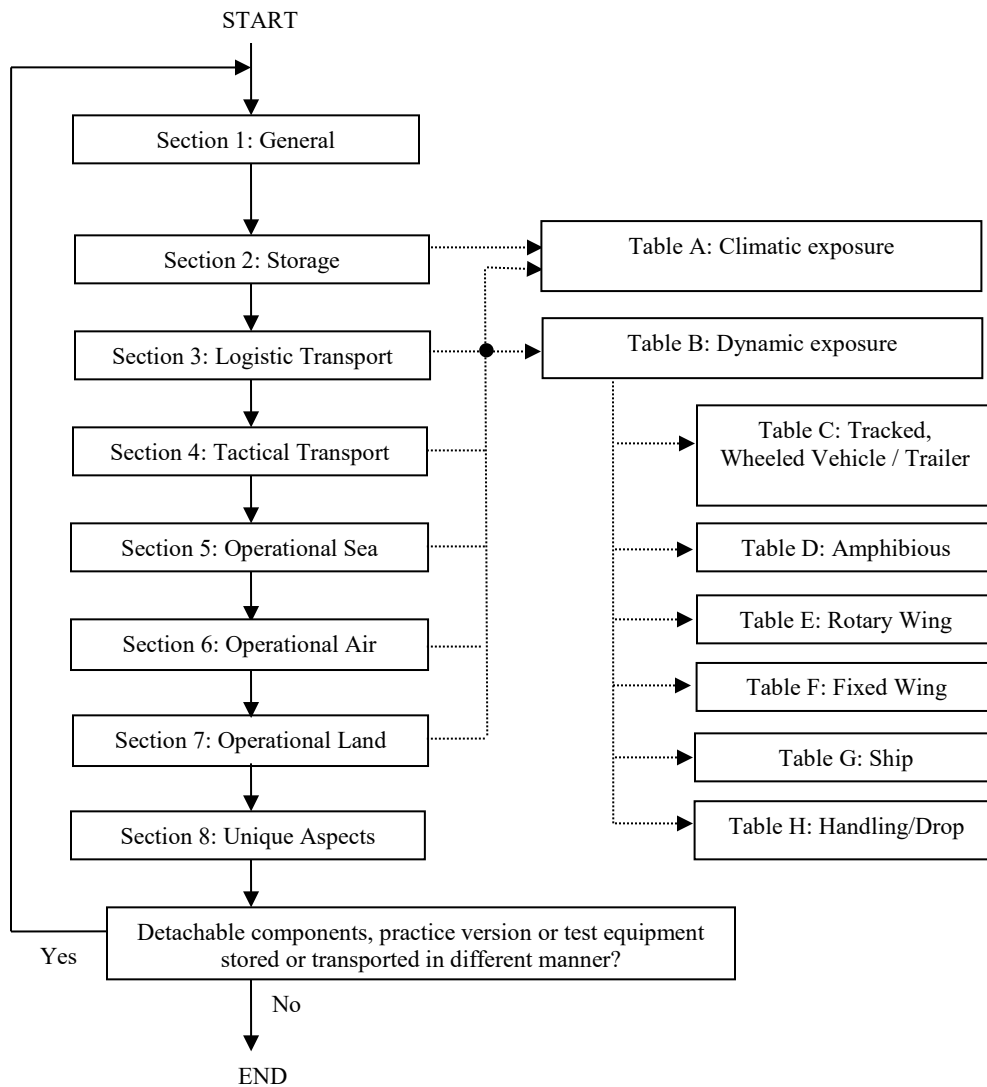 START
Section 1: General
Section 2: Storage
Table A: Climatic exposure
Section 3: Logistic Transport
Table B: Dynamic exposure
Section 4: Tactical Transport
Table C: Tracked,
Wheeled Vehicle / Trailer
Section 5: Operational Sea
Table D: Amphibious
Section 6: Operational Air
Table E: Rotary Wing
Section 7: Operational Land
Table F: Fixed Wing
Table G: Ship
Section 8: Unique Aspects
Table H: Handling/Drop
Detachable components, practice version or test equipment
stored or transported in different manner?
Yes
No
END